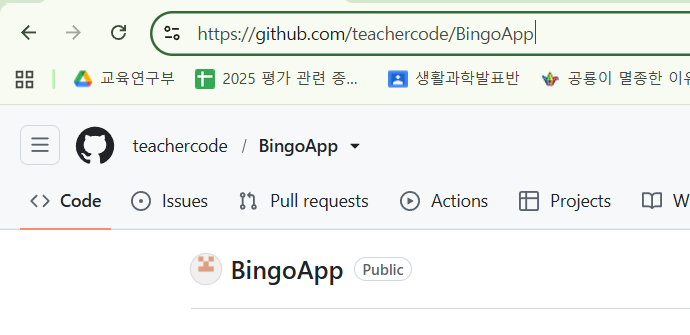 https://github.com/teachercode/BingoApp
교육연구부 2025 평가 관련 종... 생활과학발표반 공룡이 멸종한 이유
teachercode / BingoApp
Code Issues Pull requests Actions Projects W
BingoApp Public